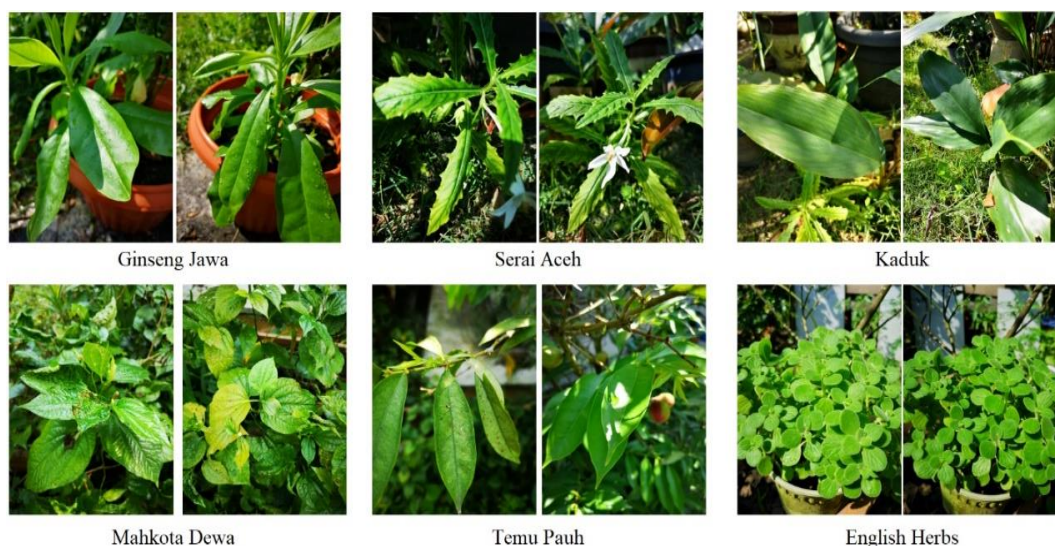 Ginseng Jawa
Serai Aceh
Kaduk
Mahkota Dewa
Temu Pauh
English Herbs